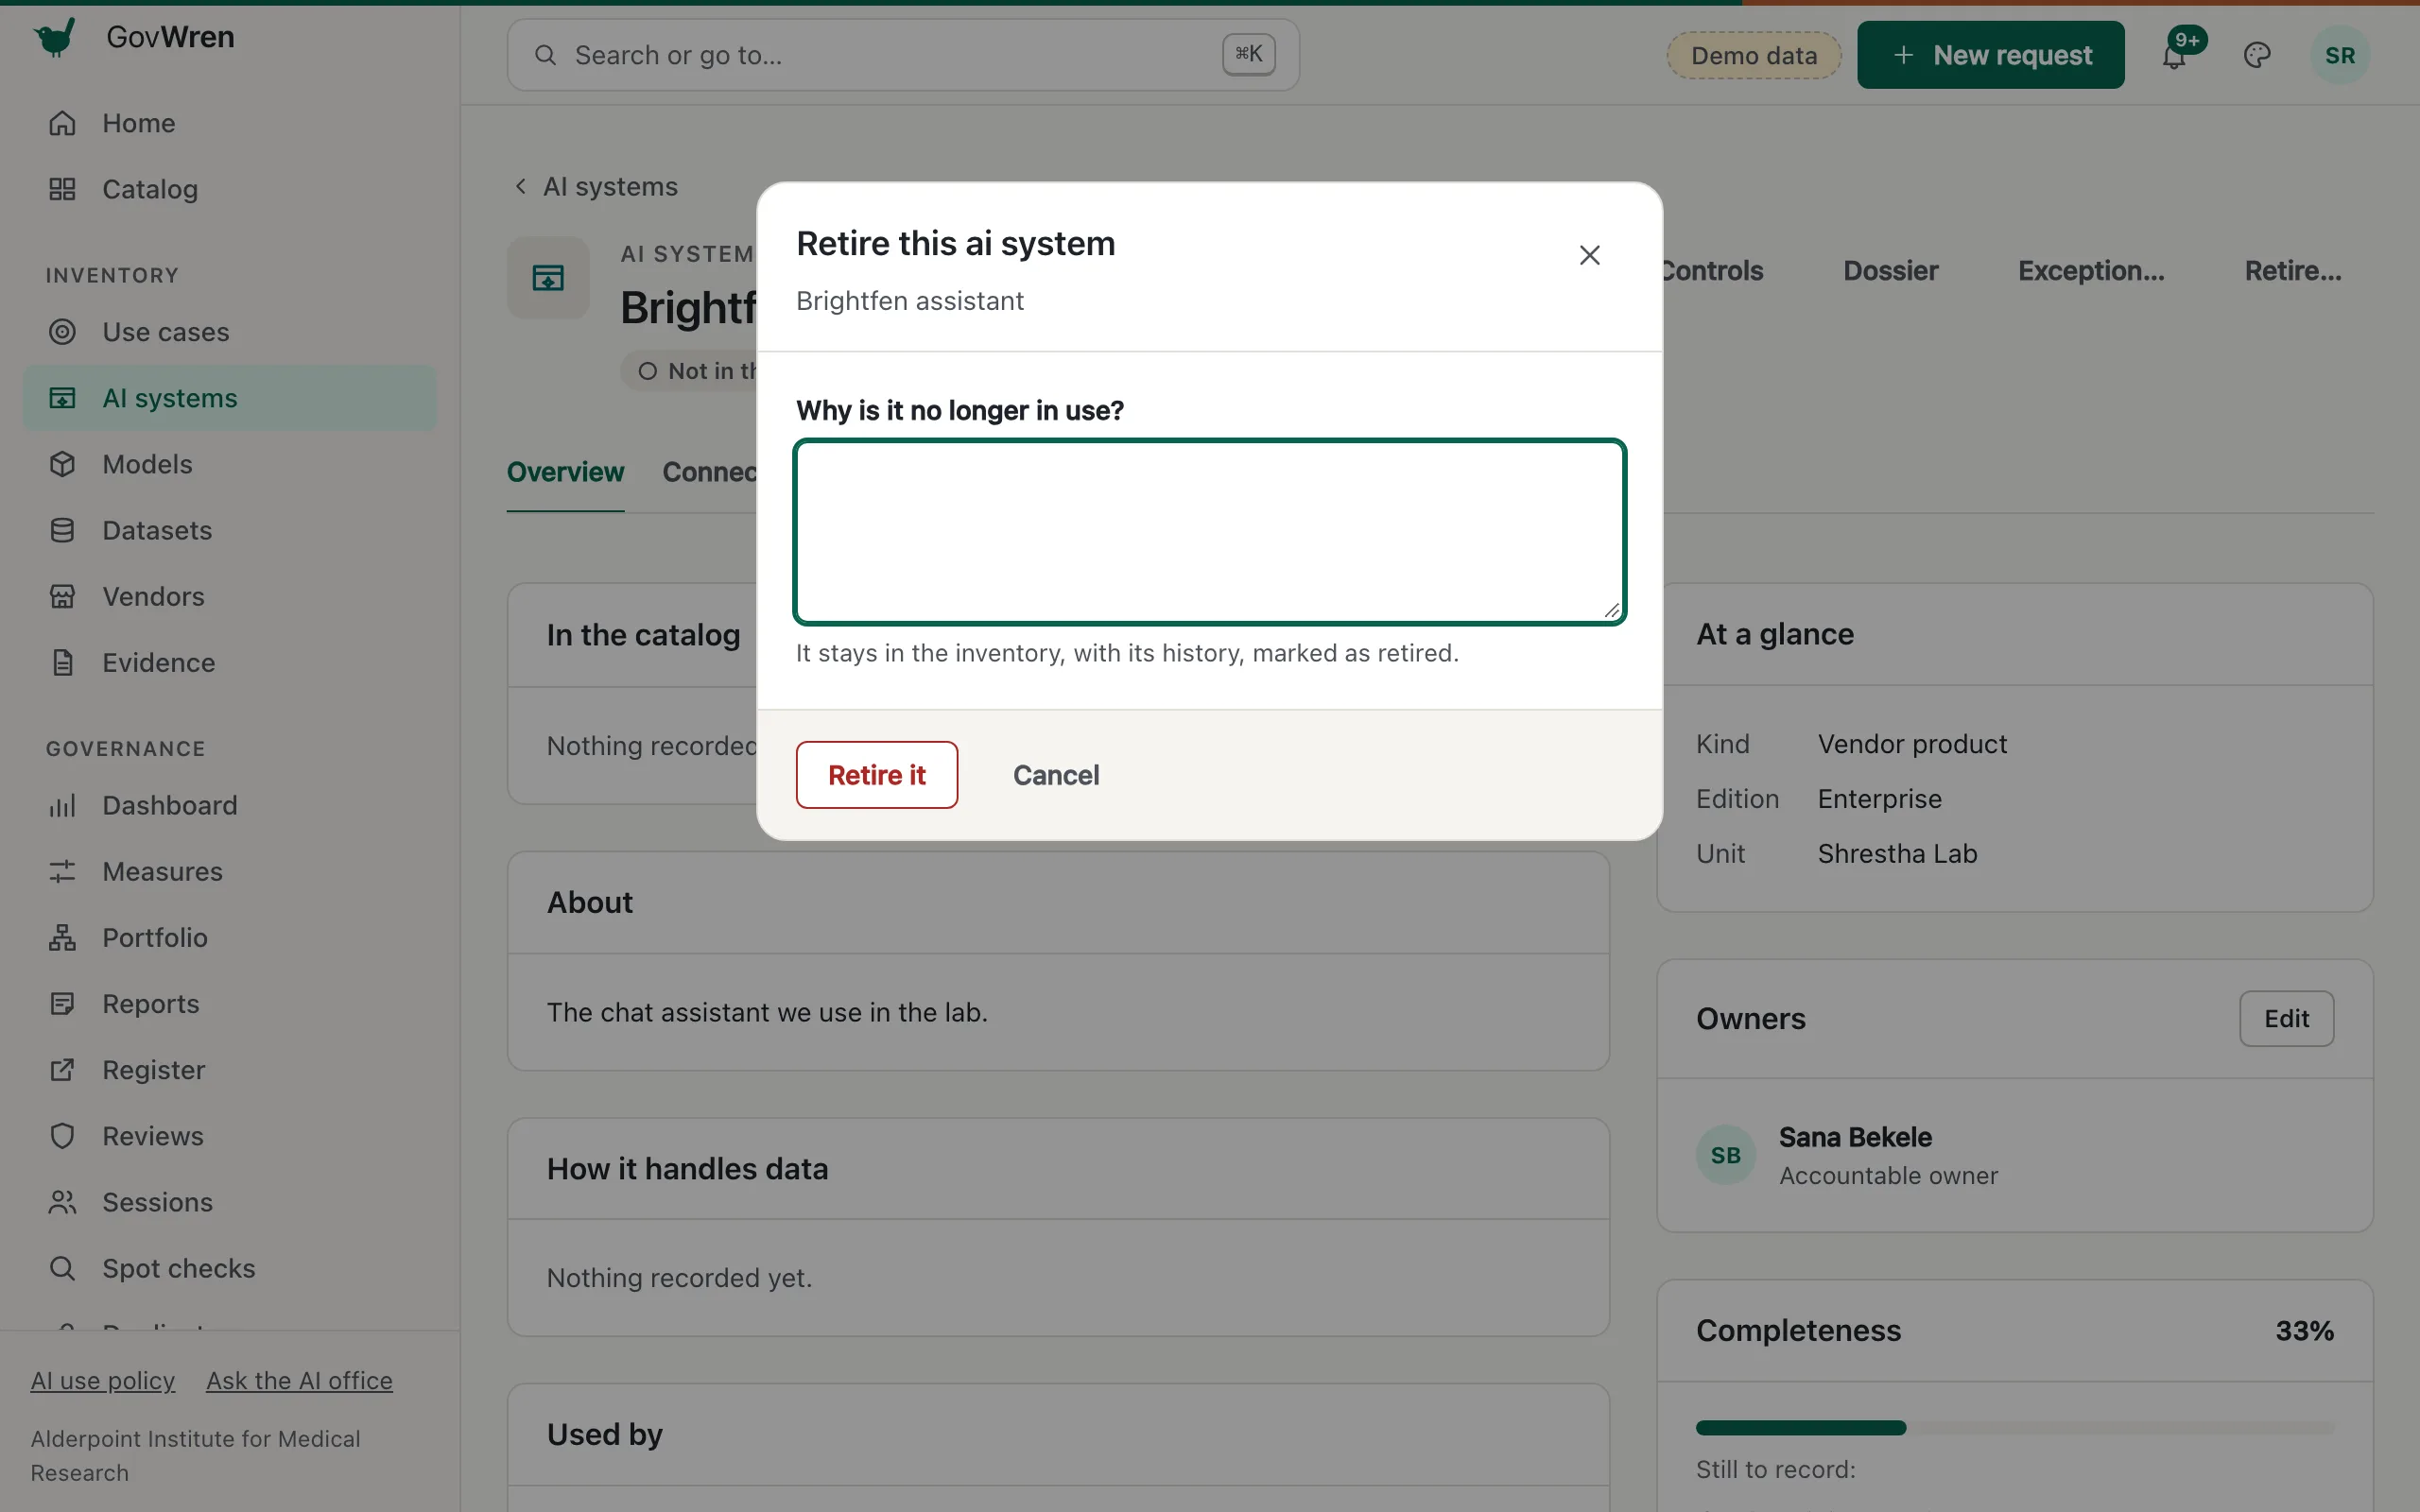 GovWren
Search or go to...
⌘K
Demo data
New request
9+
SR
Home
Catalog
INVENTORY
Use cases
AI systems
Models
Datasets
Vendors
Evidence
GOVERNANCE
Dashboard
Measures
Portfolio
Reports
Register
Reviews
Sessions
Spot checks
AI use policy
Ask the AI office
Alderpoint Institute for Medical
Research
AI systems
AI SYSTEM
Brightf
Not in th
Controls
Dossier
Exception...
Retire...
Overview
Connec
Retire this ai system
Brightfen assistant
Why is it no longer in use?
It stays in the inventory, with its history, marked as retired.
Retire it
Cancel
In the catalog
Nothing recorded
About
The chat assistant we use in the lab.
How it handles data
Nothing recorded yet.
Used by
At a glance
Kind Vendor product
Edition Enterprise
Unit Shrestha Lab
Owners
Edit
SB
Sana Bekele
Accountable owner
Completeness
33%
Still to record: